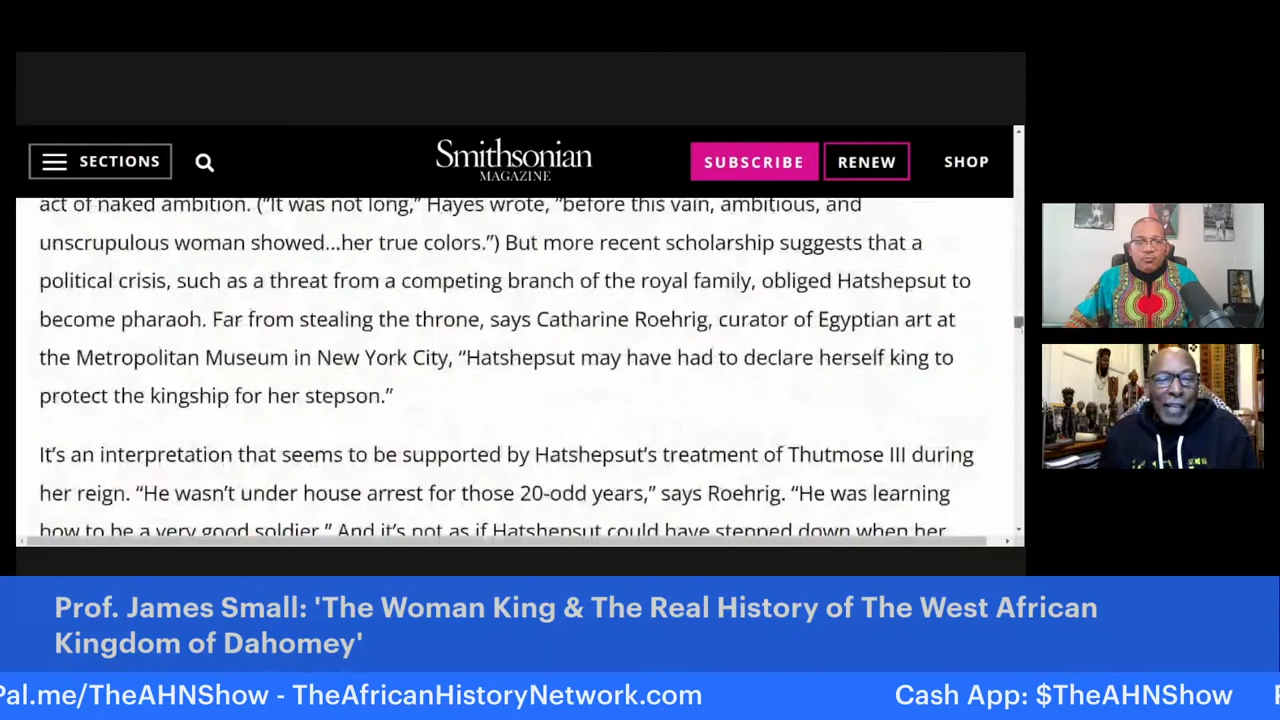 SECTIONS
Smithsonian
MAGAZINE
SUBSCRIBE
RENEW
SHOP
act of naked ambition. (“It was not long,” Hayes wrote, “before this vain, ambitious, and
unscrupulous woman showed...her true colors.”) But more recent scholarship suggests that a
political crisis, such as a threat from a competing branch of the royal family, obliged Hatshepsut to
become pharaoh. Far from stealing the throne, says Catharine Roehrig, curator of Egyptian art at
the Metropolitan Museum in New York City, “Hatshepsut may have had to declare herself king to
protect the kingship for her stepson.”
It’s an interpretation that seems to be supported by Hatshepsut’s treatment of Thutmose III during
her reign. “He wasn’t under house arrest for those 20-odd years,” says Roehrig. “He was learning
how to be a very good soldier.” And it’s not as if Hatshepsut could have stepped down when her
Prof. James Small: 'The Woman King & The Real History of The West African
Kingdom of Dahomey'
Pal.me/TheAHNShow - TheAfricanHistoryNetwork.com
Cash App: $TheAHNShow